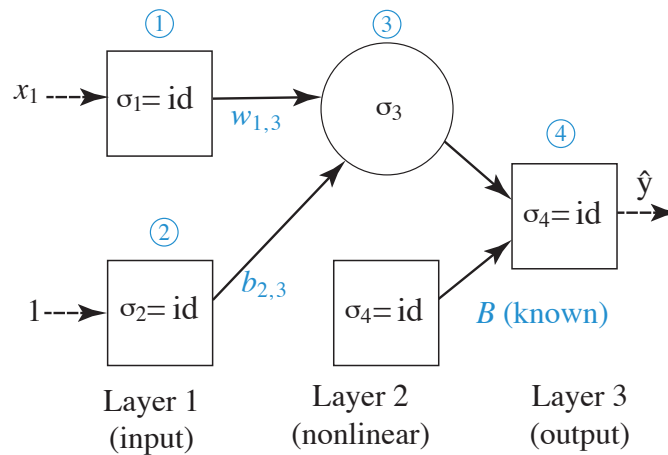 ① ③
x₁ σ₁= id w₁,₃ σ₃
④
ŷ
σ₄= id
②
1 σ₂= id b₂,₃ σ₄= id B (known)
Layer 1 Layer 2 Layer 3
(input) (nonlinear) (output)